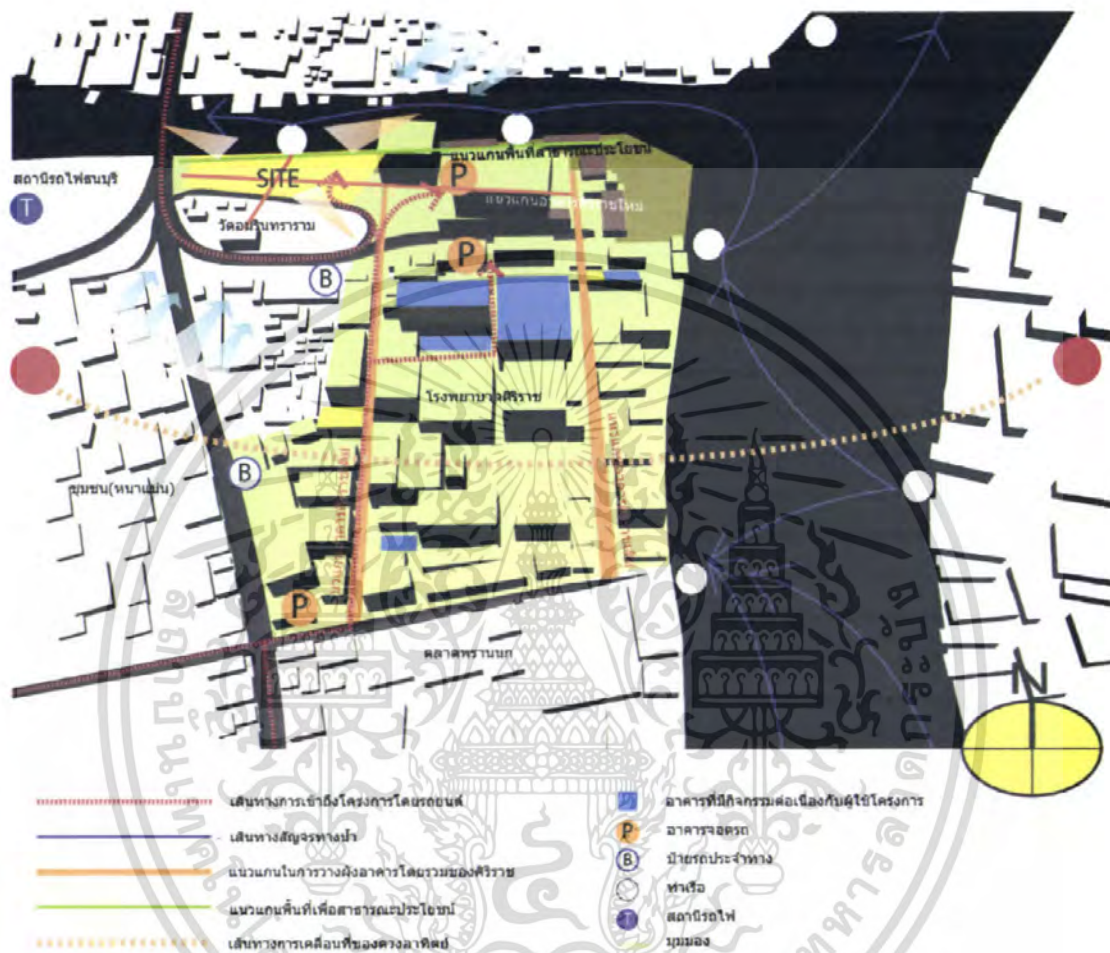 แนวแกนพื้นที่สาธารณะประโยชน์
สถานีรถไฟธนบุรี
SITE
P
T
วัดอมรินทราราม
P
B
โรงพยาบาลศิริราช
B
ชุมชน(หนาแน่น)
P
ตลาดพรานนก
N
เส้นทางการเข้าถึงโครงการโดยรถยนต์
เส้นทางสัญจรทางน้ำ
แนวแกนในการวางผังอาคารโดยรวมของศิริราช
แนวแกนพื้นที่เพื่อสาธารณะประโยชน์
เส้นทางการเคลื่อนที่ของดวงอาทิตย์
อาคารที่มีกิจกรรมต่อเนื่องกับผู้ใช้โครงการ
P อาคารจอดรถ
B ป้ายรถประจำทาง
ท่าเรือ
T สถานีรถไฟ
มุมมอง